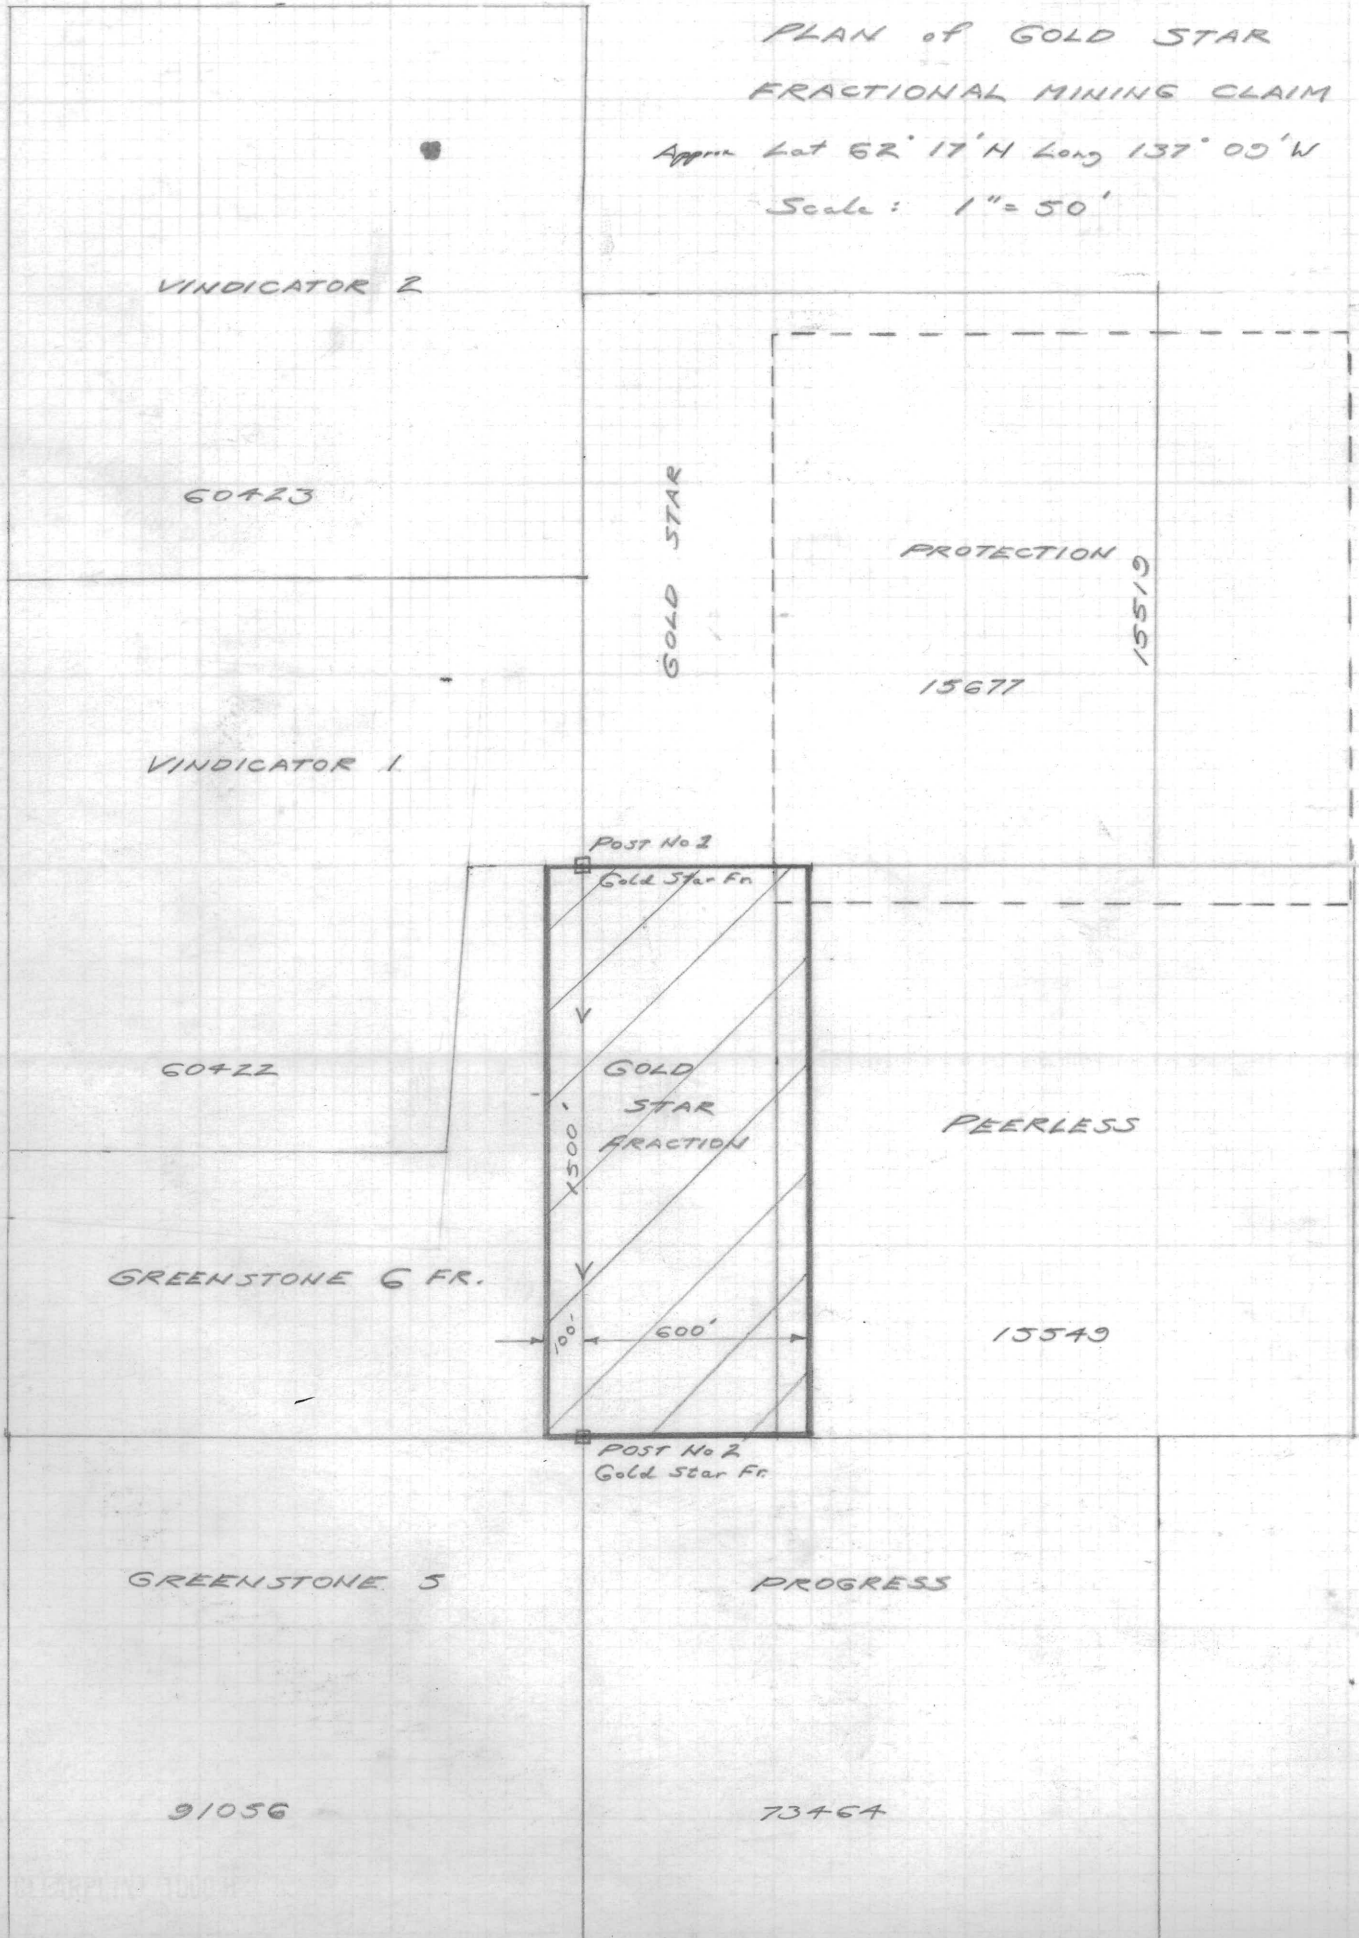 PLAN of GOLD STAR
FRACTIONAL MINING CLAIM
Approx Lat 62° 17' N Long 137° 09' W
Scale: 1" = 50'
VINDICATOR 2
60423
GOLD STAR
PROTECTION
15519
15677
VINDICATOR 1
POST No 1
Gold Star Fr.
60422
GOLD
STAR
FRACTION
1500'
PEERLESS
GREENSTONE 6 FR.
100'
600'
15549
POST No 2
Gold Star Fr.
GREENSTONE 5
PROGRESS
91056
73464